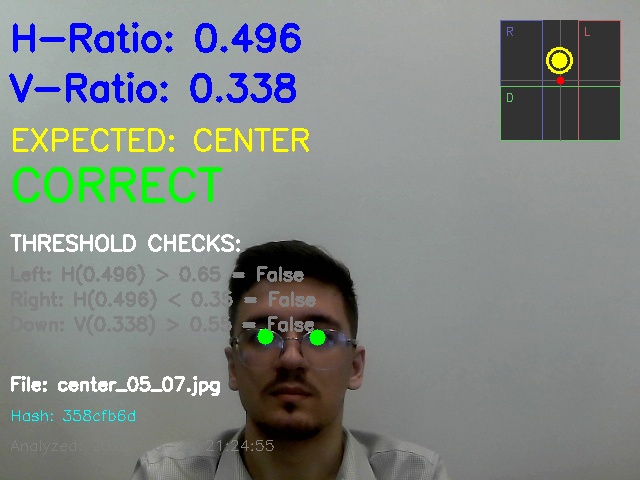 H-Ratio: 0.496
V-Ratio: 0.338
EXPECTED: CENTER
CORRECT
THRESHOLD CHECKS:
Left: H(0.496) > 0.65 = False
Right: H(0.496) < 0.35 = False
Down: V(0.338) > 0.55 = False
File: center_05_07.jpg
Hash: 358cfb6d
Analyzed: 21:24:55
R
L
D